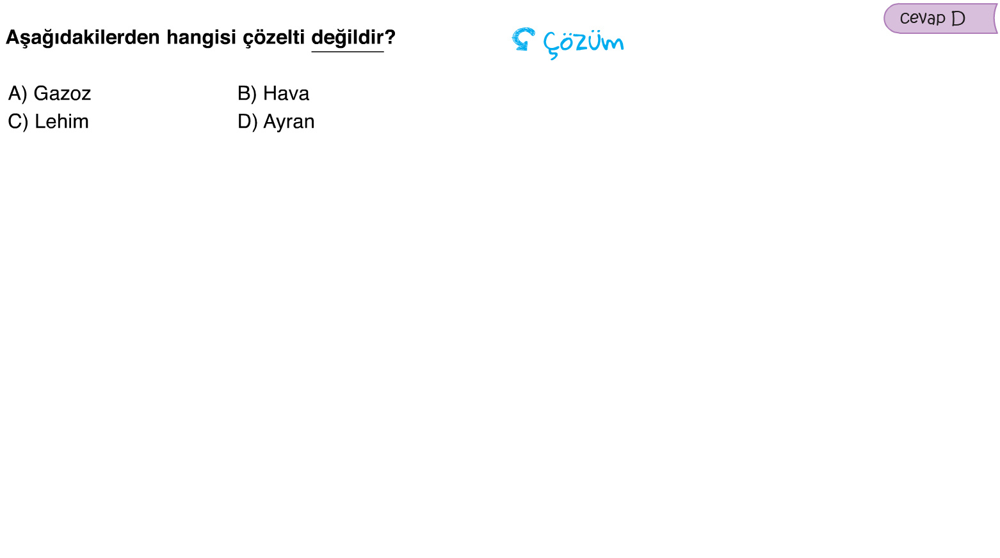 cevap D
Aşağıdakilerden hangisi çözelti değildir?
Çözüm
A) Gazoz
B) Hava
C) Lehim
D) Ayran